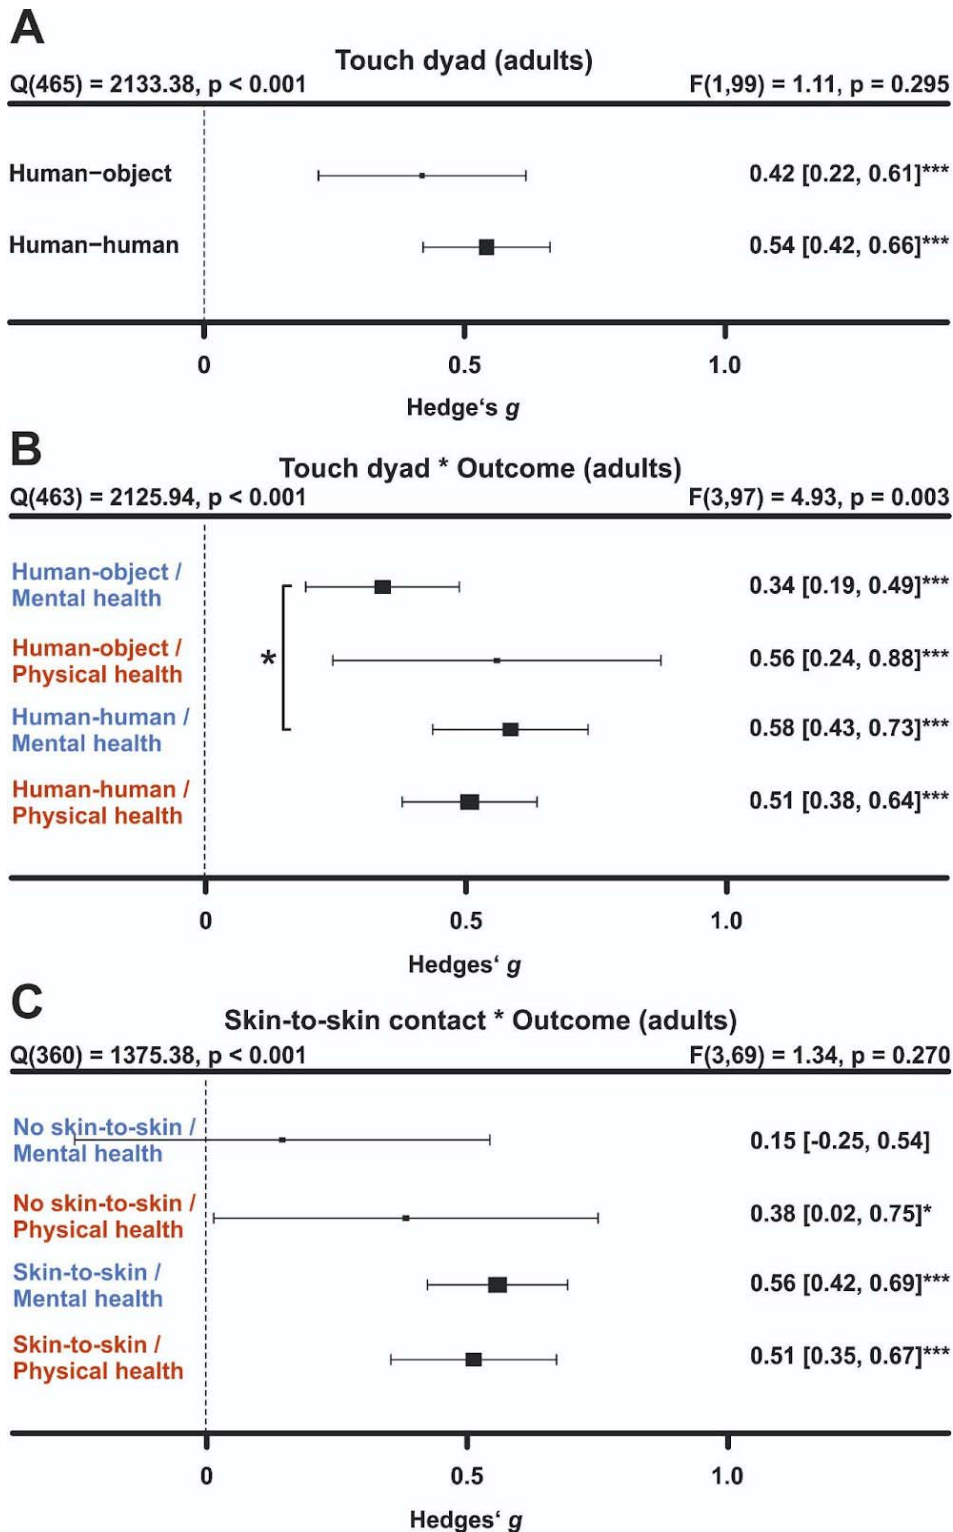 A
Touch dyad (adults)
Q(465) = 2133.38, p < 0.001
F(1,99) = 1.11, p = 0.295
Human−object
0.42 [0.22, 0.61]***
Human−human
0.54 [0.42, 0.66]***
0
0.5
1.0
Hedge‘s g
B
Touch dyad * Outcome (adults)
Q(463) = 2125.94, p < 0.001
F(3,97) = 4.93, p = 0.003
Human-object /
Mental health
0.34 [0.19, 0.49]***
Human-object /
Physical health
0.56 [0.24, 0.88]***
*
Human-human /
Mental health
0.58 [0.43, 0.73]***
Human-human /
Physical health
0.51 [0.38, 0.64]***
0
0.5
1.0
Hedges‘ g
C
Skin-to-skin contact * Outcome (adults)
Q(360) = 1375.38, p < 0.001
F(3,69) = 1.34, p = 0.270
No skin-to-skin /
Mental health
0.15 [-0.25, 0.54]
No skin-to-skin /
Physical health
0.38 [0.02, 0.75]*
Skin-to-skin /
Mental health
0.56 [0.42, 0.69]***
Skin-to-skin /
Physical health
0.51 [0.35, 0.67]***
0
0.5
1.0
Hedges‘ g